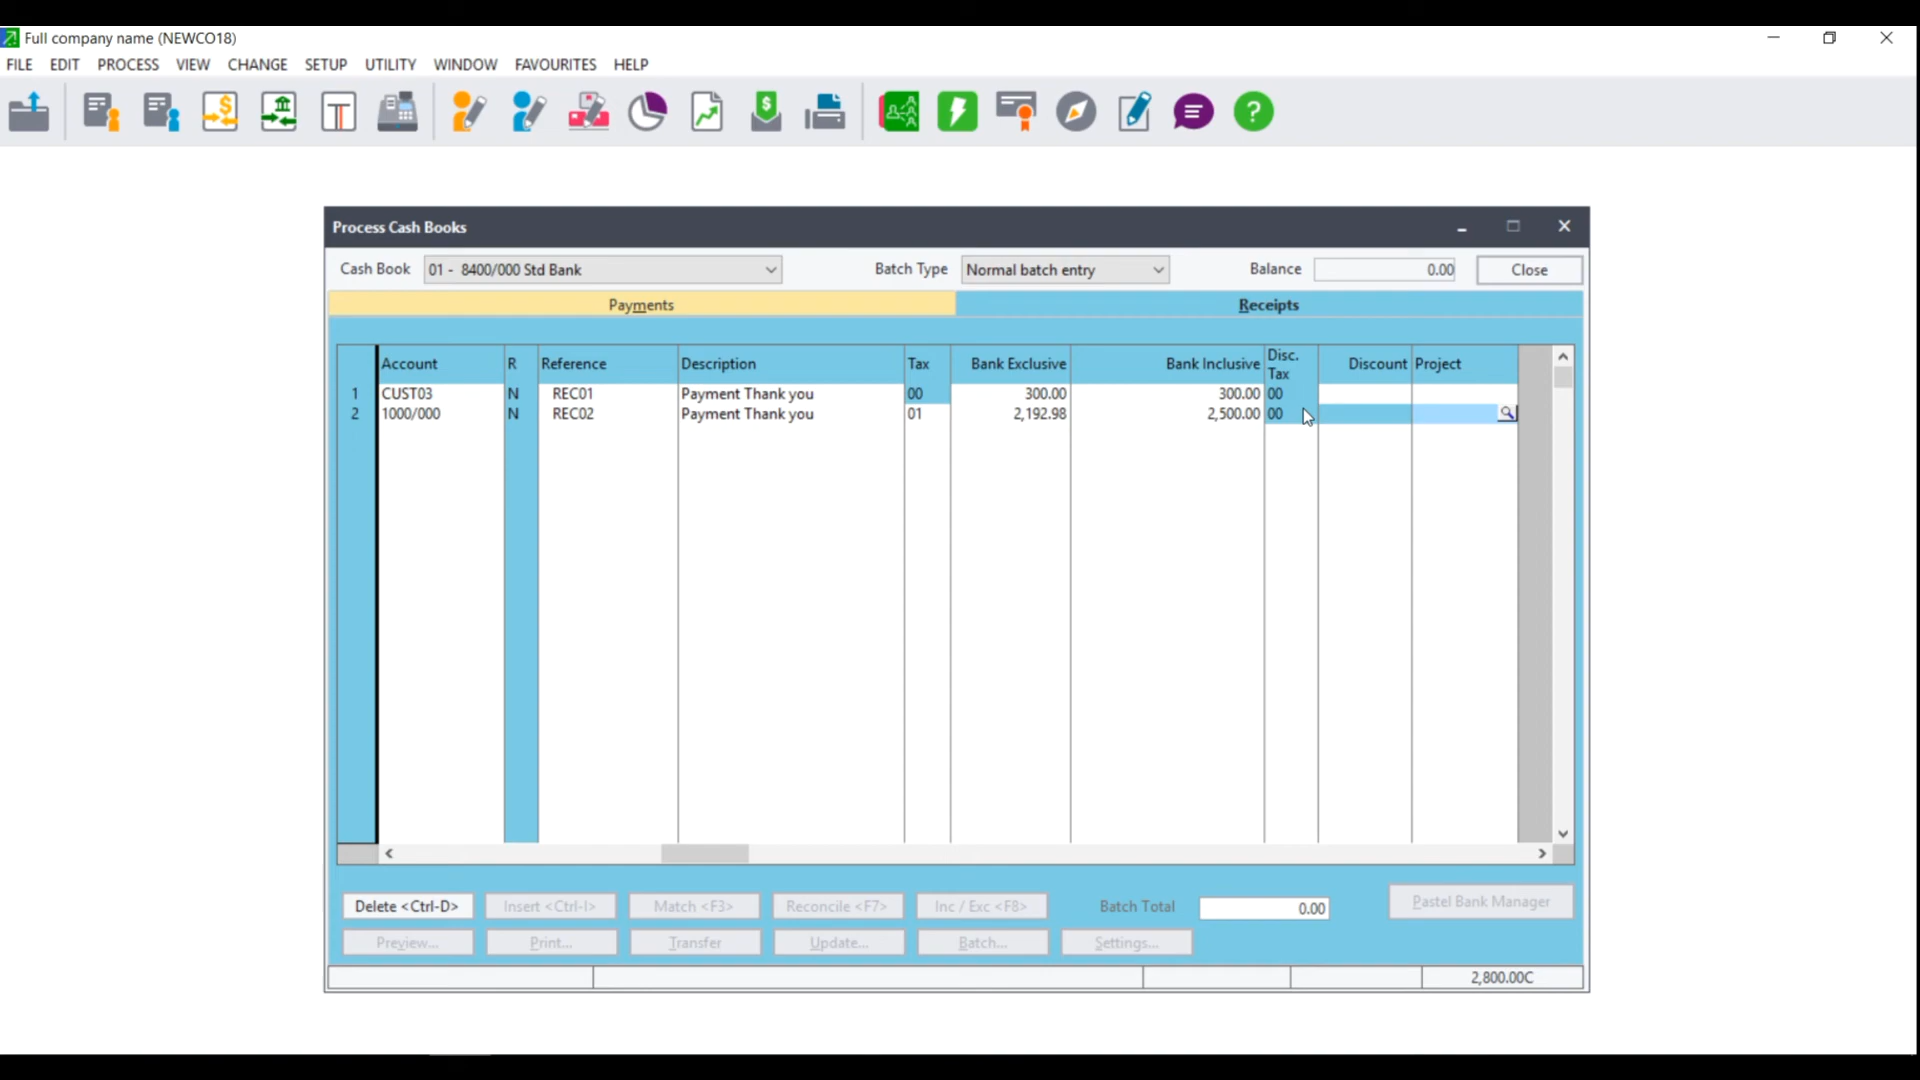 Full company name (NEWCO18)
FILE EDIT PROCESS VIEW CHANGE SETUP UTILITY WINDOW FAVOURITES HELP
Process Cash Books
Cash Book 01 - 8400/000 Std Bank Batch Type Normal batch entry Balance 0.00 Close
Payments Receipts
Account R Reference Description Tax Bank Exclusive Bank Inclusive Disc. Tax Discount Project
1 CUST03 N REC01 Payment Thank you 00 300.00 300.00 00
2 1000/000 N REC02 Payment Thank you 01 2,192.98 2,500.00 00
Delete <Ctrl-D> Insert <Ctrl-I> Match <F3> Reconcile <F7> Inc / Exc <F8> Batch Total 0.00 Pastel Bank Manager
Preview... Print... Transfer Update... Batch... Settings...
2,800.00C